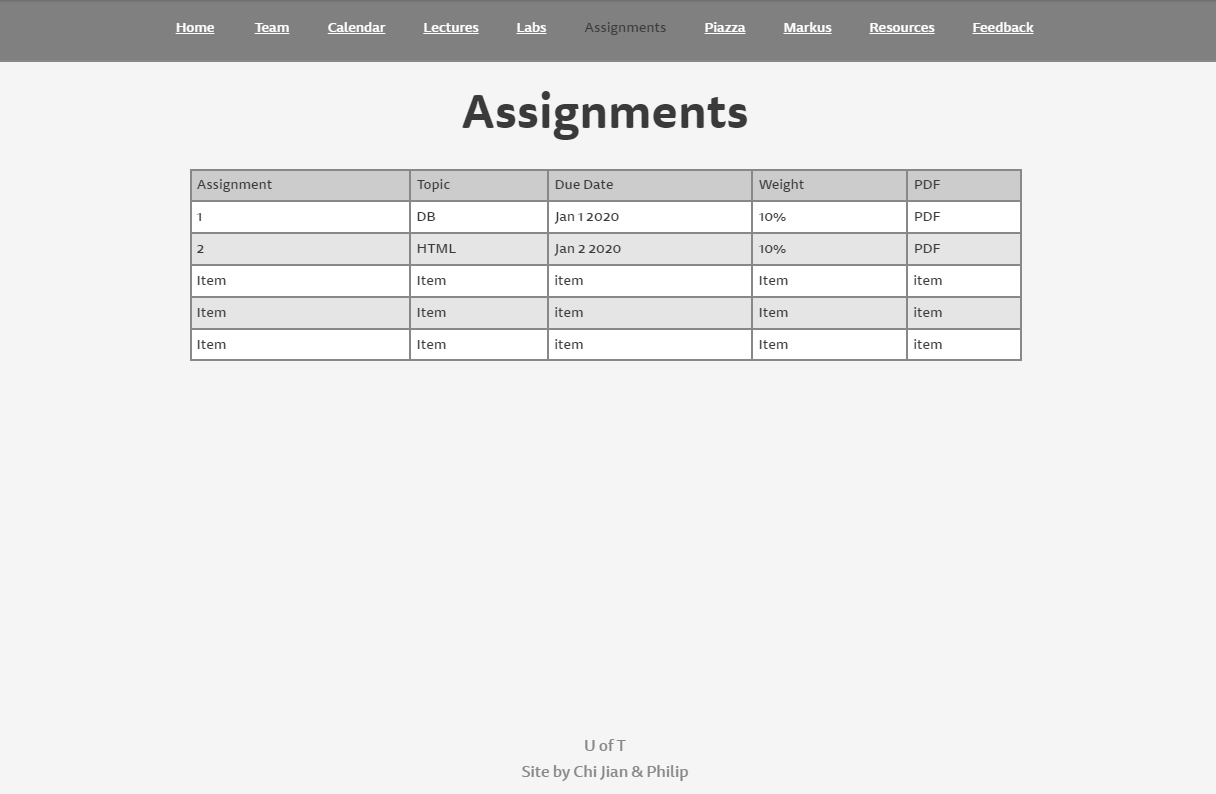 Home Team Calendar Lectures Labs Assignments Piazza Markus Resources Feedback
Assignments
Assignment Topic Due Date Weight PDF
1 DB Jan 1 2020 10% PDF
2 HTML Jan 2 2020 10% PDF
Item Item item Item item
Item Item item Item item
Item Item item Item item
U of T
Site by Chi Jian & Philip